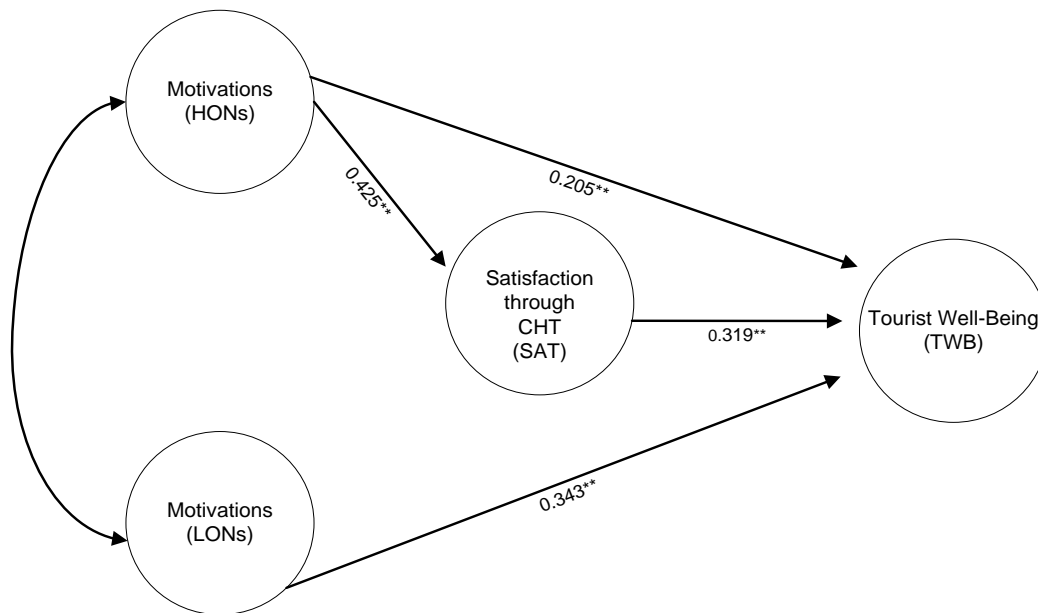 Motivations
(HONs)
0.205**
0.425**
Satisfaction
through
CHT
(SAT)
0.319**
Tourist Well-Being
(TWB)
0.343**
Motivations
(LONs)